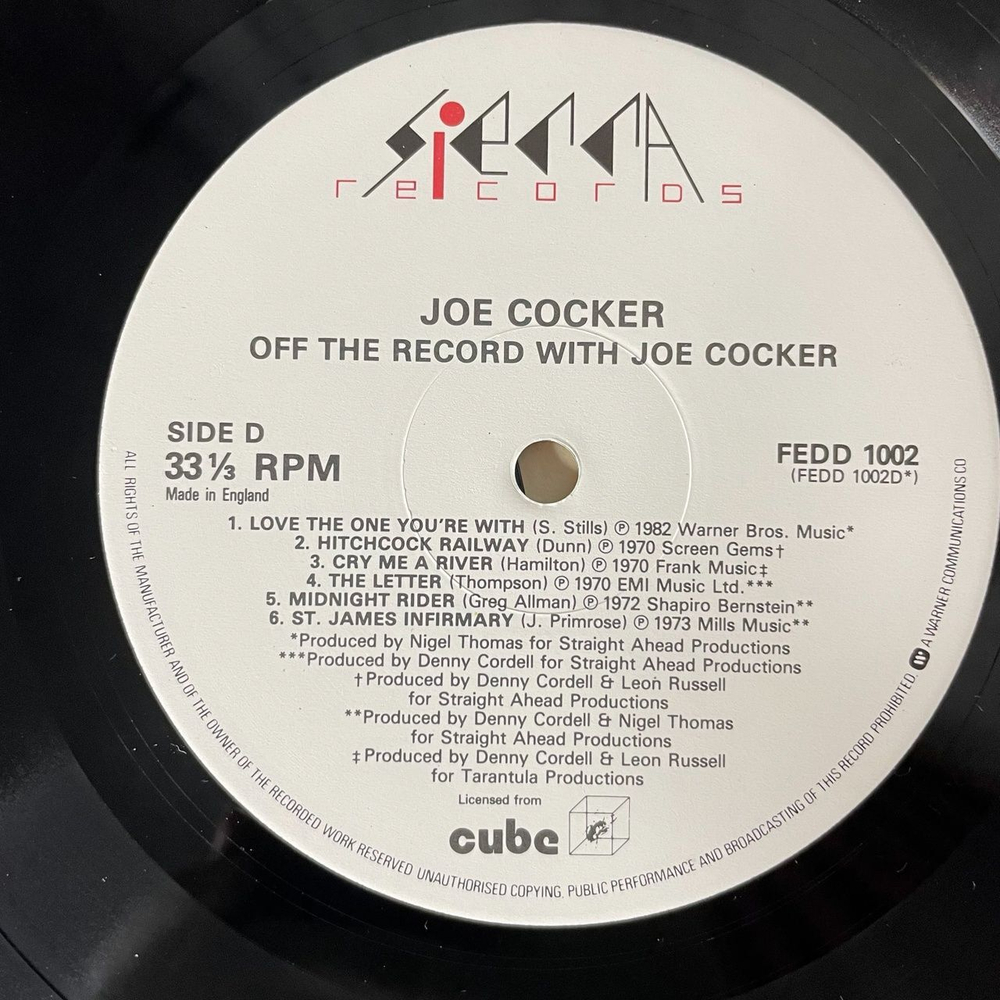 sierra
records
JOE COCKER
OFF THE RECORD WITH JOE COCKER
SIDE D
33⅓ RPM
Made in England
FEDD 1002
(FEDD 1002D*)
1. LOVE THE ONE YOU'RE WITH (S. Stills) ℗ 1982 Warner Bros. Music*
2. HITCHCOCK RAILWAY (Dunn) ℗ 1970 Screen Gems†
3. CRY ME A RIVER (Hamilton) ℗ 1970 Frank Music‡
4. THE LETTER (Thompson) ℗ 1970 EMI Music Ltd.***
5. MIDNIGHT RIDER (Greg Allman) ℗ 1972 Shapiro Bernstein**
6. ST. JAMES INFIRMARY (J. Primrose) ℗ 1973 Mills Music**
*Produced by Nigel Thomas for Straight Ahead Productions
***Produced by Denny Cordell for Straight Ahead Productions
†Produced by Denny Cordell & Leon Russell
for Straight Ahead Productions
**Produced by Denny Cordell & Nigel Thomas
for Straight Ahead Productions
‡Produced by Denny Cordell & Leon Russell
for Tarantula Productions
Licensed from
cube
ALL RIGHTS OF THE MANUFACTURER AND OF THE OWNER OF THE RECORDED WORK RESERVED UNAUTHORISED COPYING, PUBLIC PERFORMANCE AND BROADCASTING OF THIS RECORD PROHIBITED. A WARNER COMMUNICATIONS CO